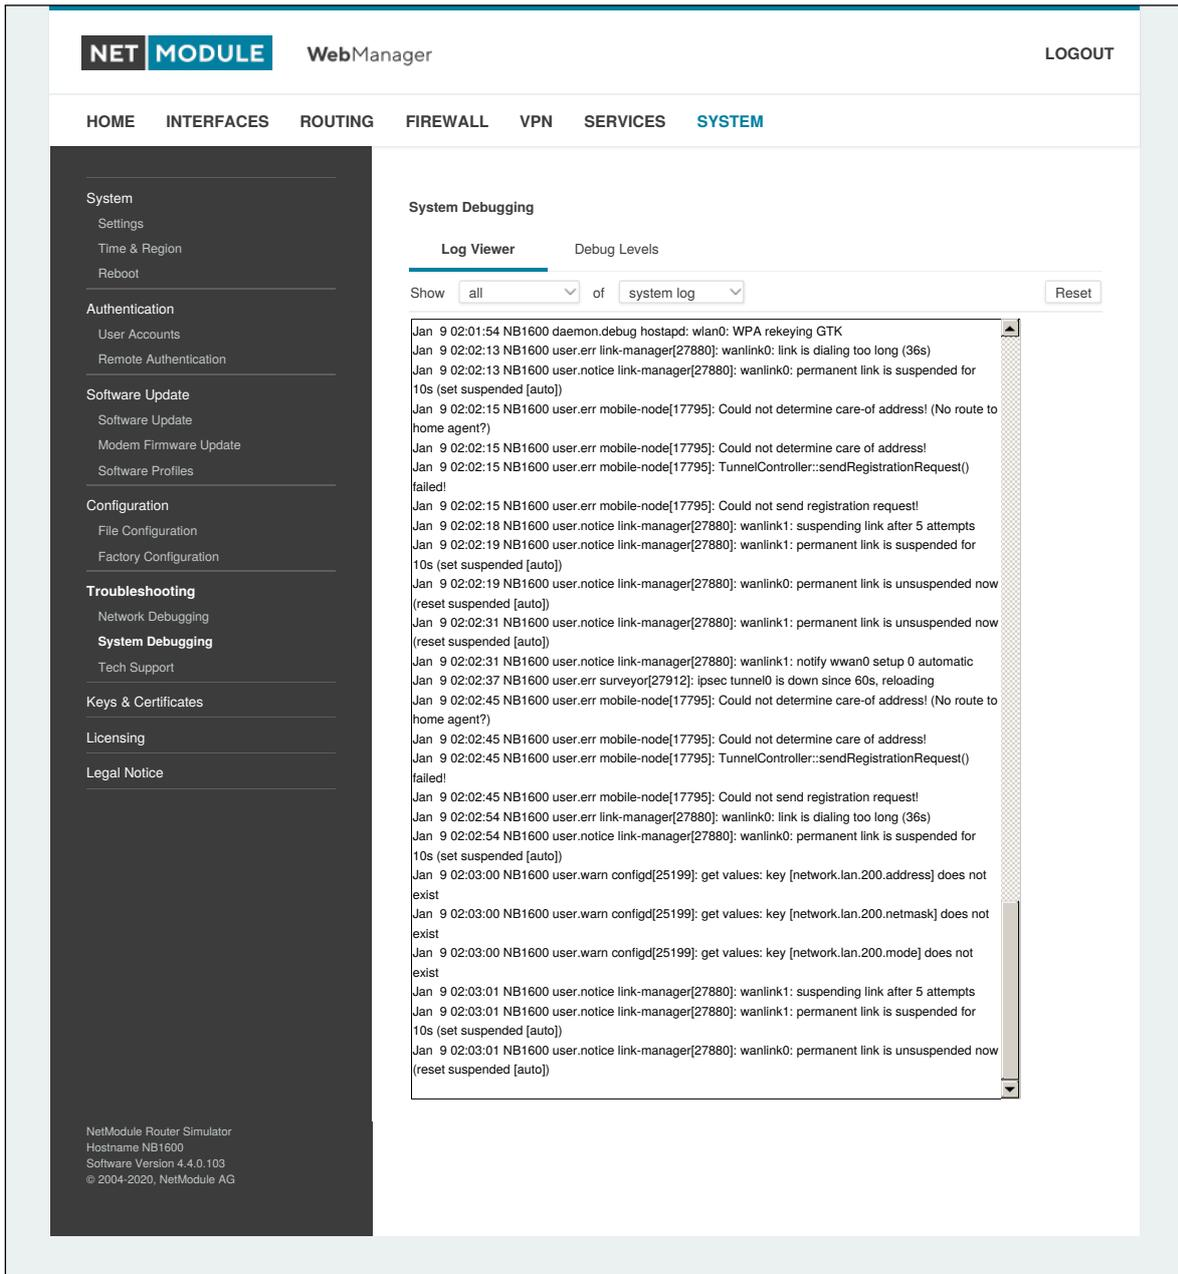 NET MODULE WebManager LOGOUT
HOME INTERFACES ROUTING FIREWALL VPN SERVICES SYSTEM
System
Settings
Time & Region
Reboot
Authentication
User Accounts
Remote Authentication
Software Update
Software Update
Modem Firmware Update
Software Profiles
Configuration
File Configuration
Factory Configuration
Troubleshooting
Network Debugging
System Debugging
Tech Support
Keys & Certificates
Licensing
Legal Notice
NetModule Router Simulator
Hostname NB1600
Software Version 4.4.0.103
© 2004-2020, NetModule AG
System Debugging
Log Viewer Debug Levels
Show all of system log Reset
Jan  9 02:01:54 NB1600 daemon.debug hostapd: wlan0: WPA rekeying GTK
Jan  9 02:02:13 NB1600 user.err link-manager[27880]: wanlink0: link is dialing too long (36s)
Jan  9 02:02:13 NB1600 user.notice link-manager[27880]: wanlink0: permanent link is suspended for
10s (set suspended [auto])
Jan  9 02:02:15 NB1600 user.err mobile-node[17795]: Could not determine care-of address! (No route to
home agent?)
Jan  9 02:02:15 NB1600 user.err mobile-node[17795]: Could not determine care of address!
Jan  9 02:02:15 NB1600 user.err mobile-node[17795]: TunnelController::sendRegistrationRequest()
failed!
Jan  9 02:02:15 NB1600 user.err mobile-node[17795]: Could not send registration request!
Jan  9 02:02:18 NB1600 user.notice link-manager[27880]: wanlink1: suspending link after 5 attempts
Jan  9 02:02:19 NB1600 user.notice link-manager[27880]: wanlink1: permanent link is suspended for
10s (set suspended [auto])
Jan  9 02:02:19 NB1600 user.notice link-manager[27880]: wanlink0: permanent link is unsuspended now
(reset suspended [auto])
Jan  9 02:02:31 NB1600 user.notice link-manager[27880]: wanlink1: permanent link is unsuspended now
(reset suspended [auto])
Jan  9 02:02:31 NB1600 user.notice link-manager[27880]: wanlink1: notify wwan0 setup 0 automatic
Jan  9 02:02:37 NB1600 user.err surveyor[27912]: ipsec tunnel0 is down since 60s, reloading
Jan  9 02:02:45 NB1600 user.err mobile-node[17795]: Could not determine care-of address! (No route to
home agent?)
Jan  9 02:02:45 NB1600 user.err mobile-node[17795]: Could not determine care of address!
Jan  9 02:02:45 NB1600 user.err mobile-node[17795]: TunnelController::sendRegistrationRequest()
failed!
Jan  9 02:02:45 NB1600 user.err mobile-node[17795]: Could not send registration request!
Jan  9 02:02:54 NB1600 user.err link-manager[27880]: wanlink0: link is dialing too long (36s)
Jan  9 02:02:54 NB1600 user.notice link-manager[27880]: wanlink0: permanent link is suspended for
10s (set suspended [auto])
Jan  9 02:03:00 NB1600 user.warn configd[25199]: get values: key [network.lan.200.address] does not
exist
Jan  9 02:03:00 NB1600 user.warn configd[25199]: get values: key [network.lan.200.netmask] does not
exist
Jan  9 02:03:00 NB1600 user.warn configd[25199]: get values: key [network.lan.200.mode] does not
exist
Jan  9 02:03:01 NB1600 user.notice link-manager[27880]: wanlink1: suspending link after 5 attempts
Jan  9 02:03:01 NB1600 user.notice link-manager[27880]: wanlink1: permanent link is suspended for
10s (set suspended [auto])
Jan  9 02:03:01 NB1600 user.notice link-manager[27880]: wanlink0: permanent link is unsuspended now
(reset suspended [auto])